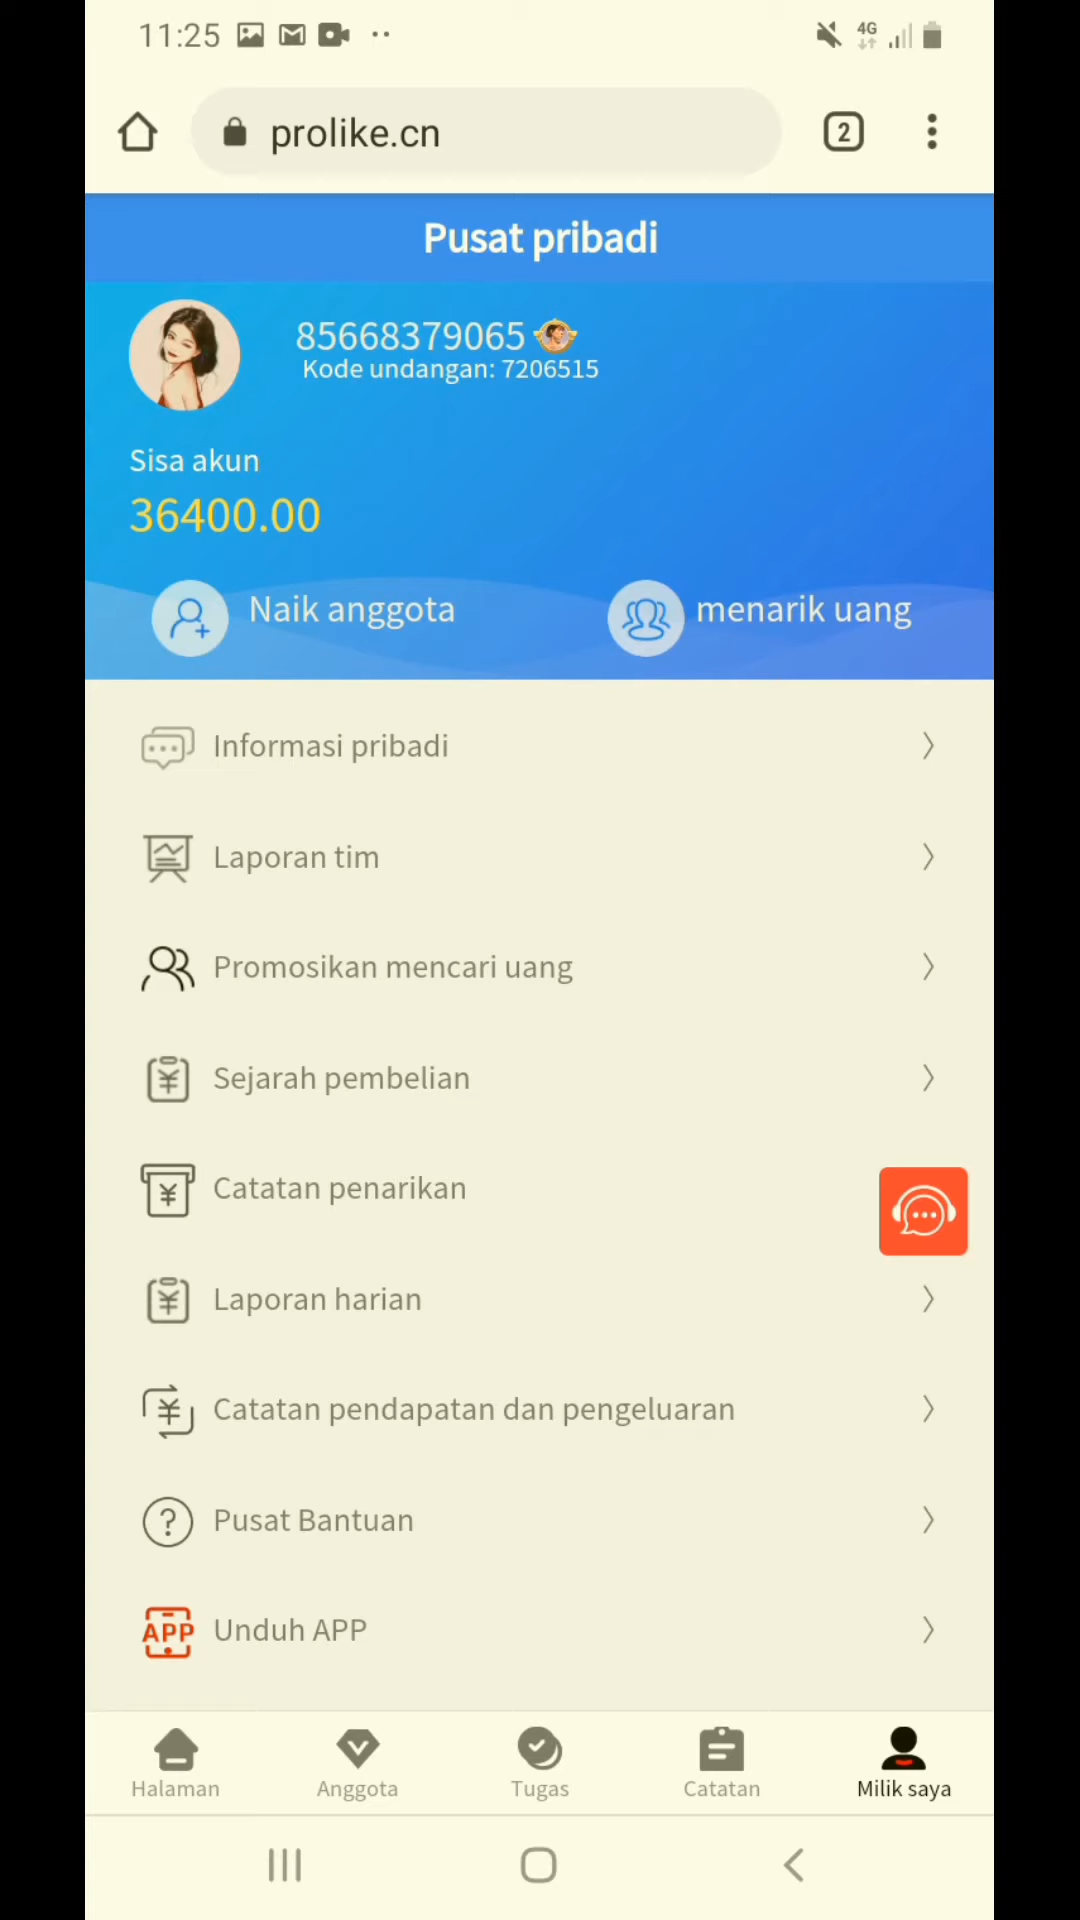 11:25
4G
prolike.cn
2
Pusat pribadi
85668379065
Kode undangan: 7206515
Sisa akun
36400.00
Naik anggota
menarik uang
Informasi pribadi
Laporan tim
Promosikan mencari uang
Sejarah pembelian
Catatan penarikan
Laporan harian
Catatan pendapatan dan pengeluaran
Pusat Bantuan
APP Unduh APP
Halaman
Anggota
Tugas
Catatan
Milik saya